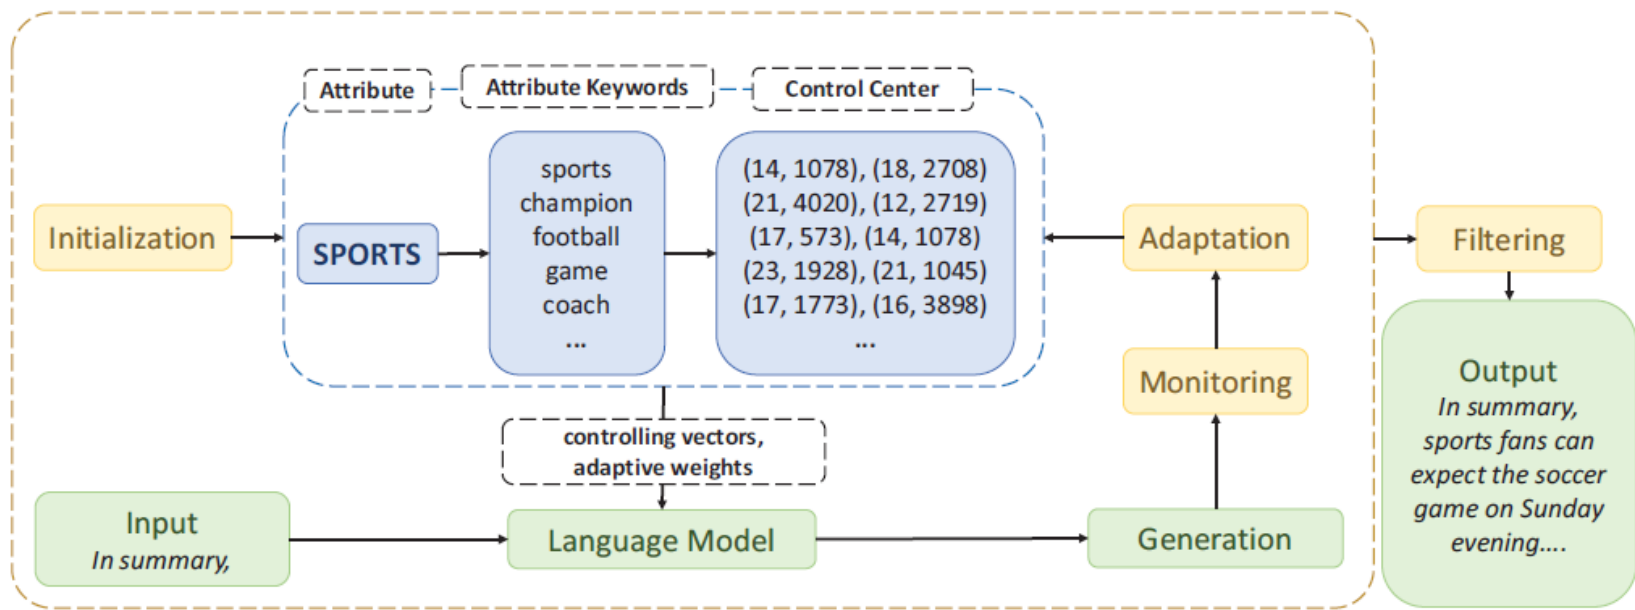 Attribute
Attribute Keywords
Control Center
Initialization
SPORTS
sports
champion
football
game
coach
...
(14, 1078), (18, 2708)
(21, 4020), (12, 2719)
(17, 573), (14, 1078)
(23, 1928), (21, 1045)
(17, 1773), (16, 3898)
...
Adaptation
Filtering
Monitoring
controlling vectors,
adaptive weights
Input
In summary,
Language Model
Generation
Output
In summary,
sports fans can
expect the soccer
game on Sunday
evening....